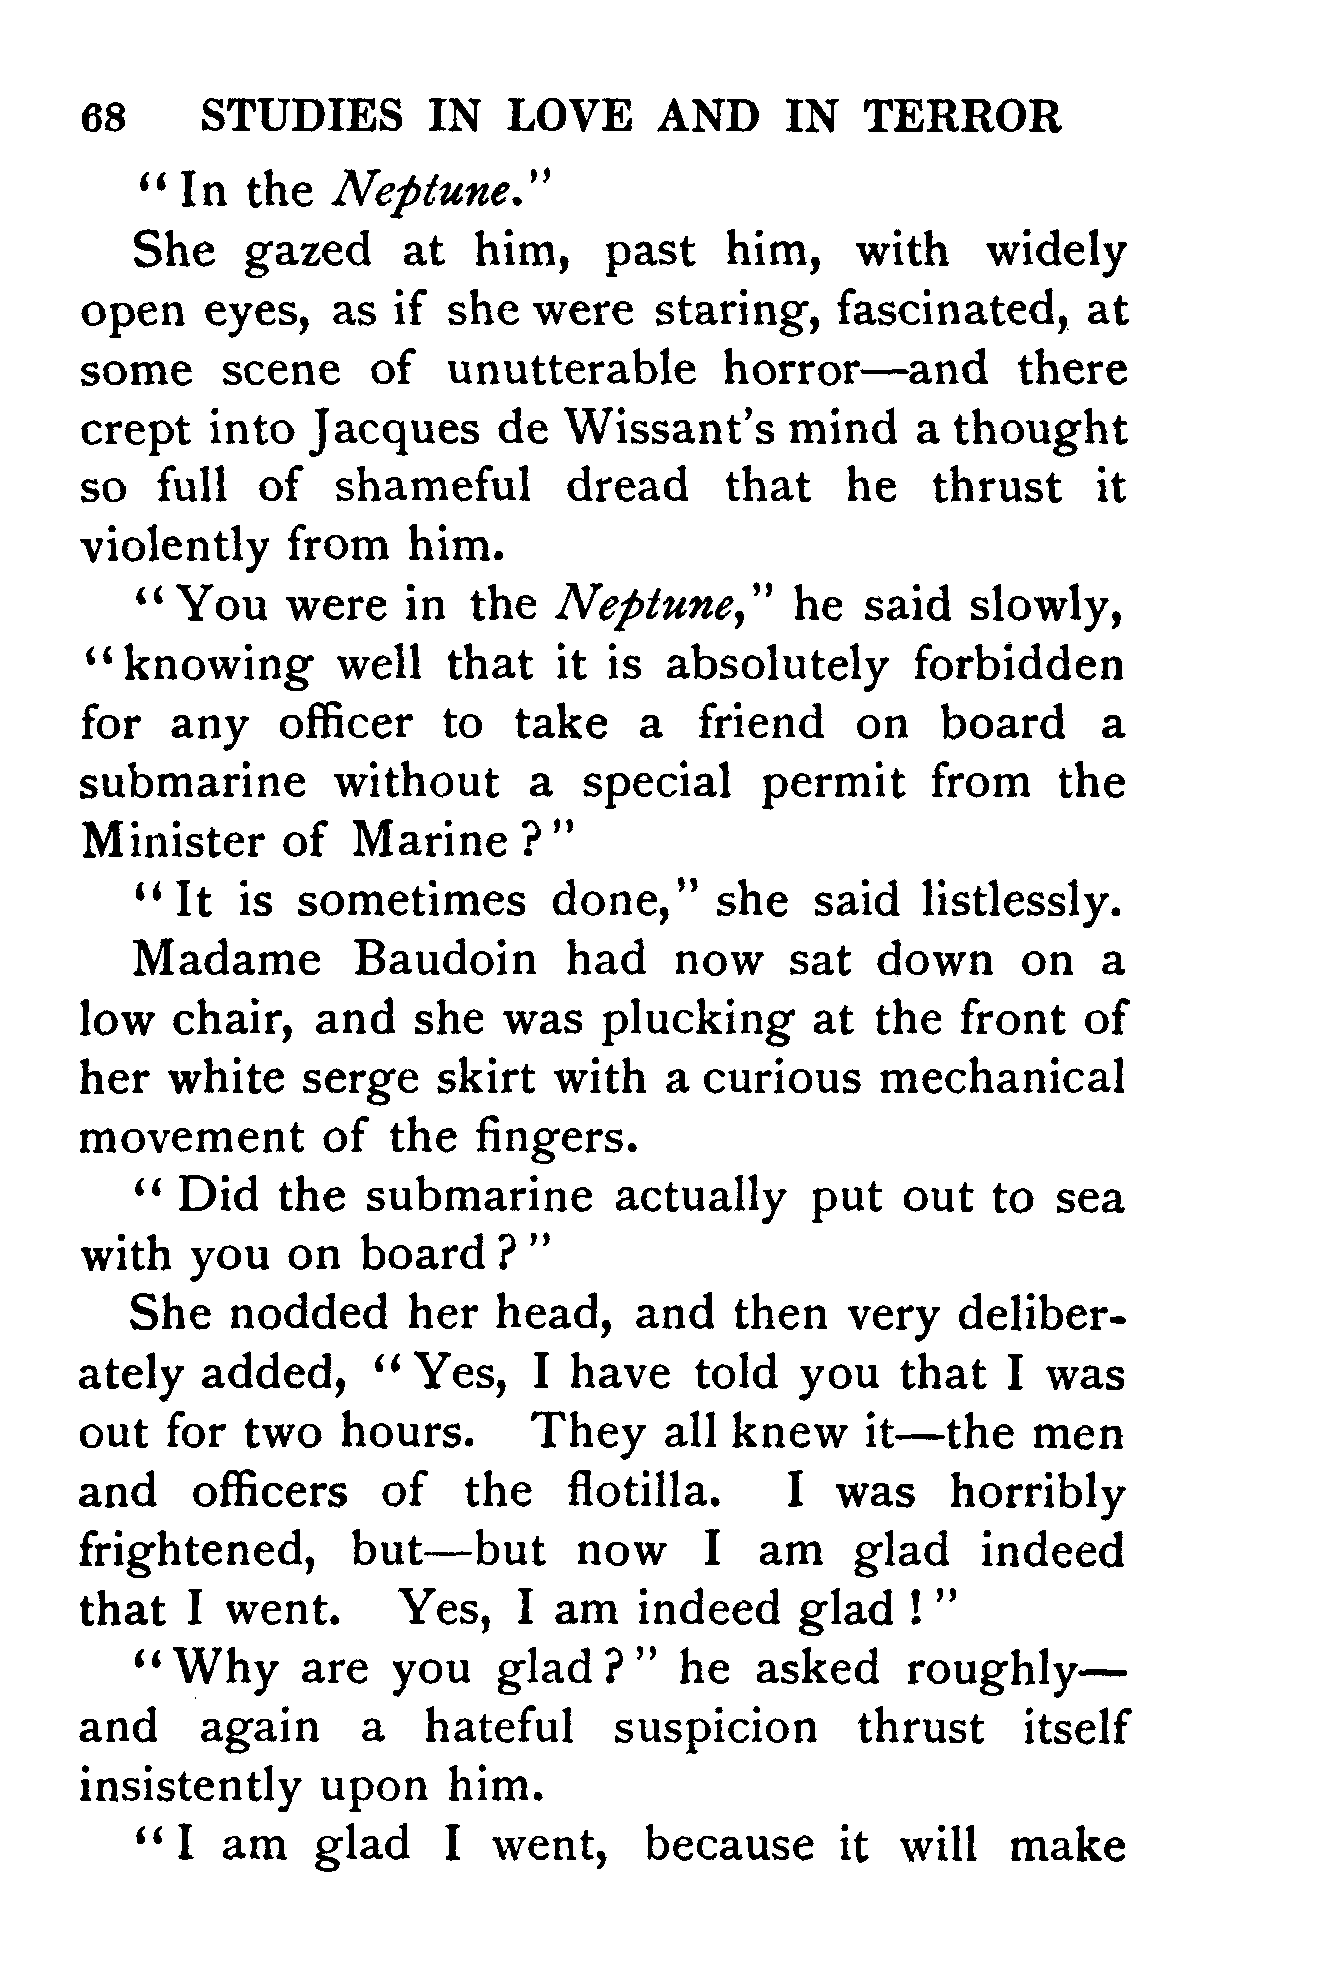 68 STUDIES IN LOVE AND IN TERROR
“ In the Neptune.”
She gazed at him, past him, with widely
open eyes, as if she were staring, fascinated, at
some scene of unutterable horror—and there
crept into Jacques de Wissant’s mind a thought
so full of shameful dread that he thrust it
violently from him.
“ You were in the Neptune,” he said slowly,
“ knowing well that it is absolutely forbidden
for any officer to take a friend on board a
submarine without a special permit from the
Minister of Marine ? ”
“ It is sometimes done,” she said listlessly.
Madame Baudoin had now sat down on a
low chair, and she was plucking at the front of
her white serge skirt with a curious mechanical
movement of the fingers.
“ Did the submarine actually put out to sea
with you on board ? ”
She nodded her head, and then very deliber-
ately added, “ Yes, I have told you that I was
out for two hours. They all knew it—the men
and officers of the flotilla. I was horribly
frightened, but—but now I am glad indeed
that I went. Yes, I am indeed glad ! ”
“ Why are you glad ? ” he asked roughly—
and again a hateful suspicion thrust itself
insistently upon him.
“ I am glad I went, because it will make